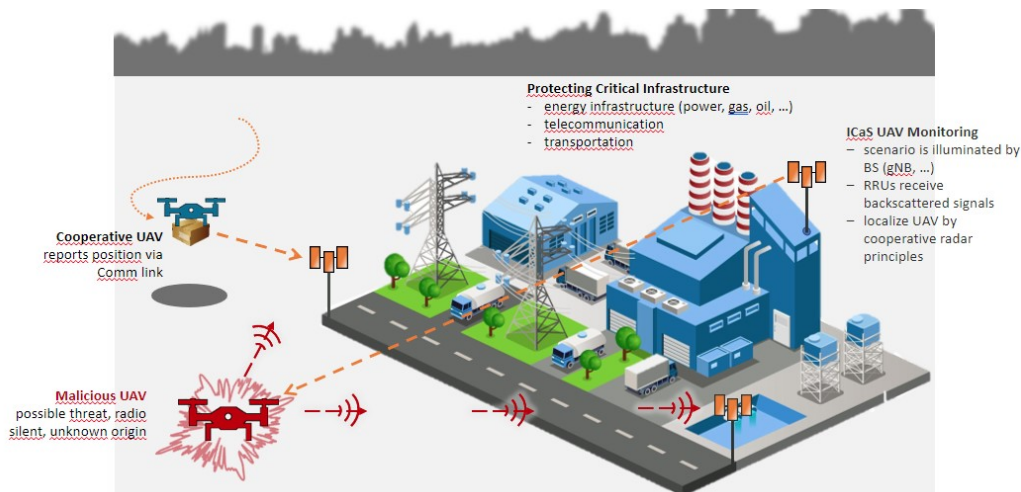 Protecting Critical Infrastructure
- energy infrastructure (power, gas, oil, ...)
- telecommunication
- transportation
ICaS UAV Monitoring
– scenario is illuminated by
BS (gNB, ...)
– RRUs receive
backscattered signals
– localize UAV by
cooperative radar
principles
Cooperative UAV
reports position via
Comm link
Malicious UAV
possible threat, radio
silent, unknown origin